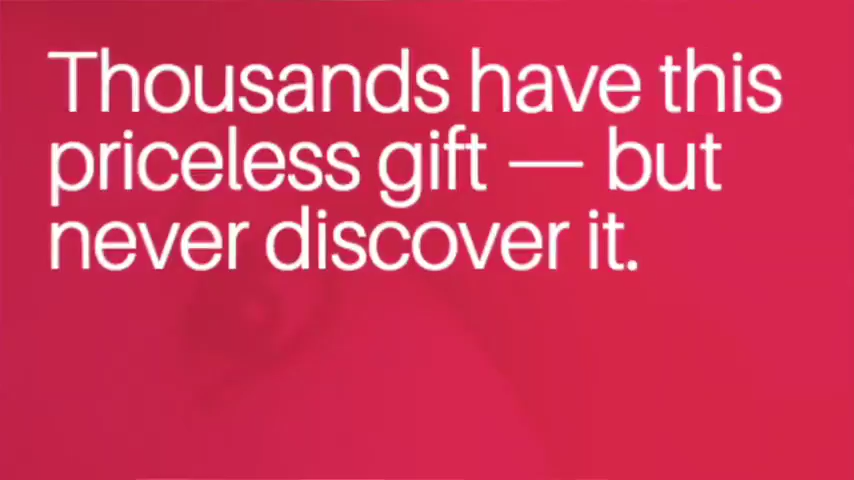 Thousands have this
priceless gift — but
never discover it.